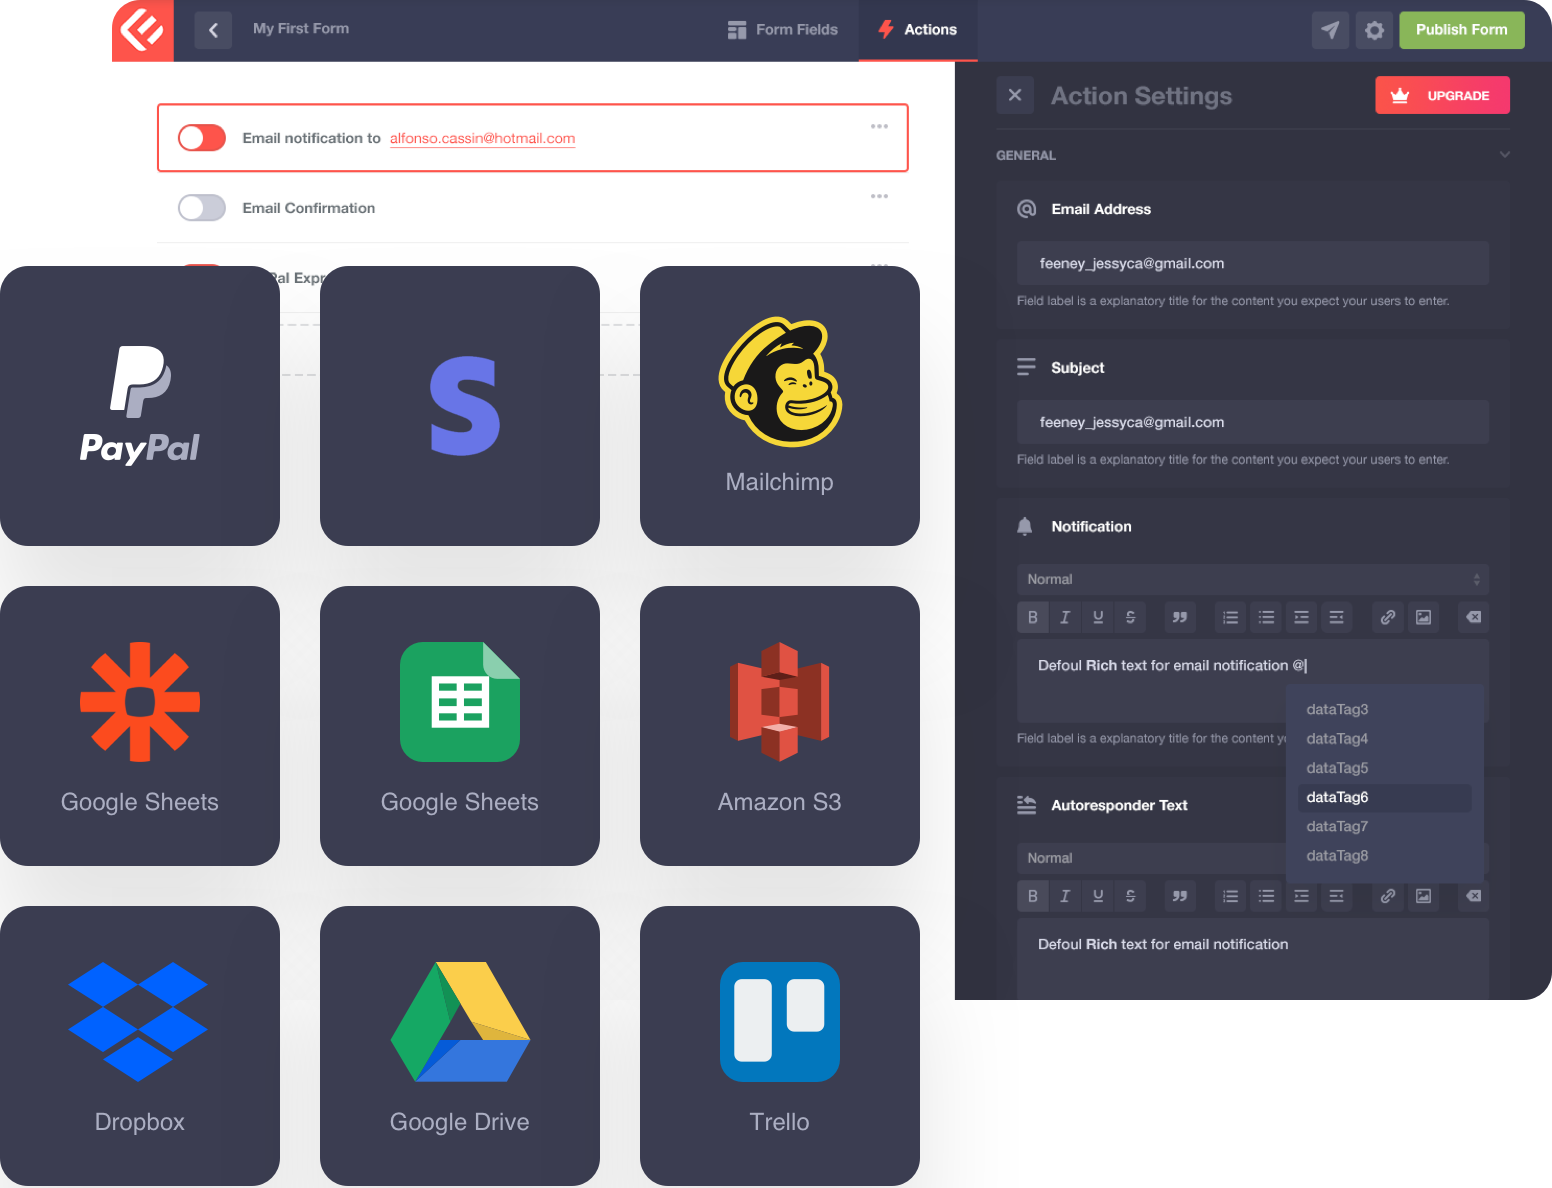 My First Form
Form Fields
Actions
Publish Form
Email notification to alfonso.cassin@hotmail.com
Email Confirmation
Pal Expr
PayPal
S
Mailchimp
Google Sheets
Google Sheets
Amazon S3
Dropbox
Google Drive
Trello
Action Settings
UPGRADE
GENERAL
Email Address
feeney_jessyca@gmail.com
Field label is a explanatory title for the content you expect your users to enter.
Subject
feeney_jessyca@gmail.com
Field label is a explanatory title for the content you expect your users to enter.
Notification
Normal
B I U S
Defoul Rich text for email notification @
dataTag3
dataTag4
dataTag5
dataTag6
dataTag7
dataTag8
Field label is a explanatory title for the content
Autoresponder Text
Normal
B I U S
Defoul Rich text for email notification